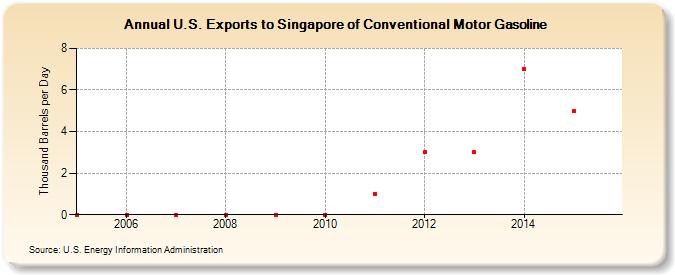 Annual U.S. Exports to Singapore of Conventional Motor Gasoline
Thousand Barrels per Day
8
6
4
2
0
2006 2008 2010 2012 2014
Source: U.S. Energy Information Administration